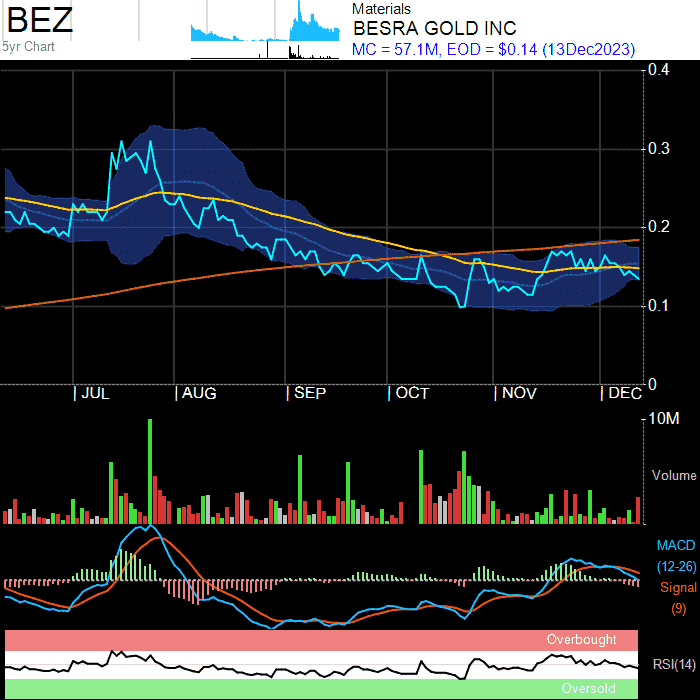 BEZ
5yr Chart
Materials
BESRA GOLD INC
MC = 57.1M, EOD = $0.14 (13Dec2023)
0.4
0.3
0.2
0.1
0
JUL AUG SEP OCT NOV DEC
10M
Volume
MACD
(12-26)
Signal
(9)
Overbought
RSI(14)
Oversold